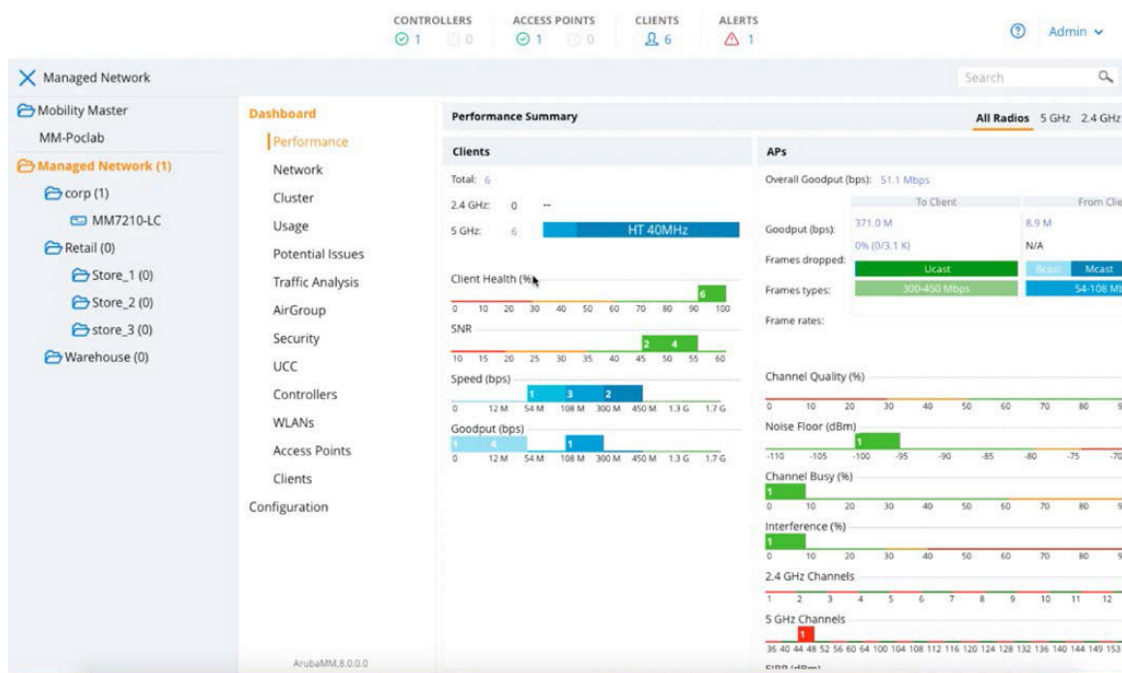 CONTROLLERS ACCESS POINTS CLIENTS ALERTS
1 0 1 0 6 1
Admin
Managed Network
Search
Mobility Master
MM-Poclab
Managed Network (1)
corp (1)
MM7210-LC
Retail (0)
Store_1 (0)
Store_2 (0)
store_3 (0)
Warehouse (0)
Dashboard
Performance
Network
Cluster
Usage
Potential Issues
Traffic Analysis
AirGroup
Security
UCC
Controllers
WLANs
Access Points
Clients
Configuration
ArubaMM,8.0.0.0
Performance Summary
All Radios 5 GHz 2.4 GHz
Clients
Total: 6
2.4 GHz: 0 --
5 GHz: 6 HT 40MHz
Client Health (%)
6
0 10 20 30 40 50 60 70 80 90 100
SNR
2 4
10 15 20 25 30 35 40 45 50 55 60
Speed (bps)
1 3 2
0 12 M 54 M 108 M 300 M 450 M 1.3 G 1.7 G
Goodput (bps)
1 4 1
0 12 M 54 M 108 M 300 M 450 M 1.3 G 1.7 G
APs
Overall Goodput (bps): 51.1 Mbps
To Client From Clie
Goodput (bps): 371.0 M 8.9 M
Frames dropped: 0% (0/3.1 K) N/A
Frames types: Ucast Bcast Mcast
Frame rates: 300-450 Mbps 54-108 Mb
Channel Quality (%)
0 10 20 30 40 50 60 70 80 9
Noise Floor (dBm)
1
-110 -105 -100 -95 -90 -85 -80 -75 -70
Channel Busy (%)
1
0 10 20 30 40 50 60 70 80 9
Interference (%)
1
0 10 20 30 40 50 60 70 80 9
2.4 GHz Channels
1 2 3 4 5 6 7 8 9 10 11 12
5 GHz Channels
1
36 40 44 48 52 56 60 64 100 104 108 112 116 120 124 128 132 136 140 144 149 153
EIRP (dBm)